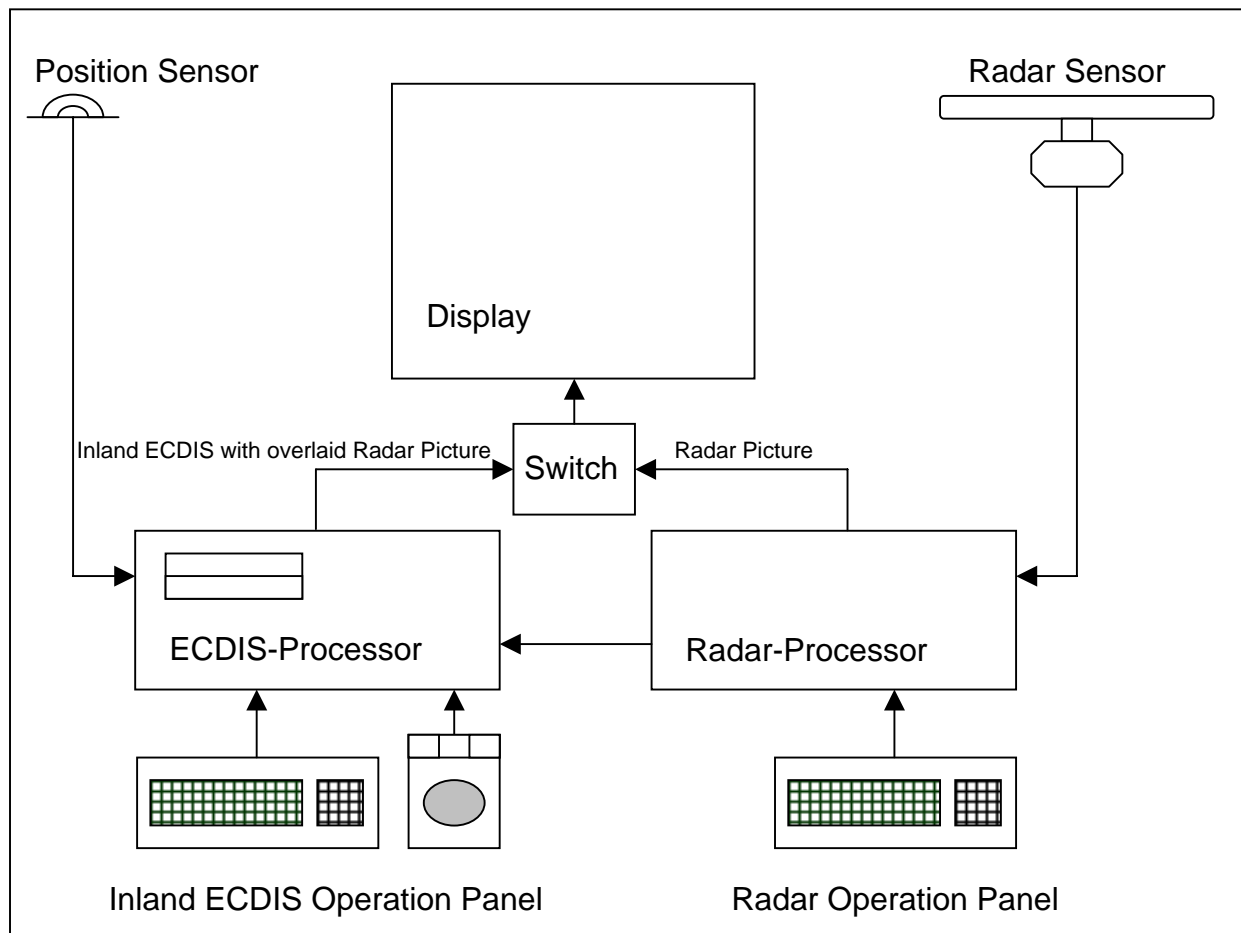 Position Sensor
Radar Sensor
Display
Inland ECDIS with overlaid Radar Picture
Switch
Radar Picture
ECDIS-Processor
Radar-Processor
Inland ECDIS Operation Panel
Radar Operation Panel